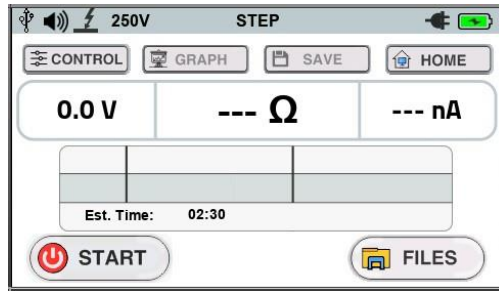 250V STEP
CONTROL GRAPH SAVE HOME
0.0 V --- Ω --- nA
Est. Time: 02:30
START FILES